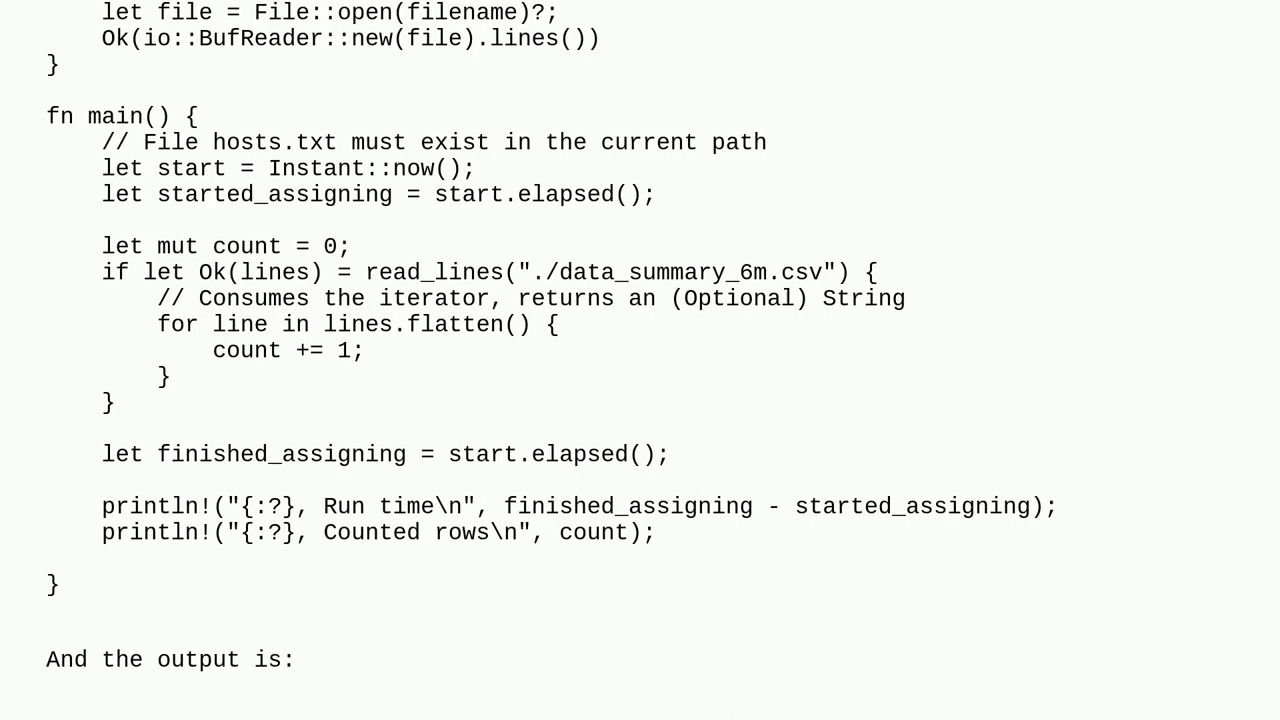 let file = File::open(filename)?;
Ok(io::BufReader::new(file).lines())
}
fn main() {
// File hosts.txt must exist in the current path
let start = Instant::now();
let started_assigning = start.elapsed();
let mut count = 0;
if let Ok(lines) = read_lines("./data_summary_6m.csv") {
// Consumes the iterator, returns an (Optional) String
for line in lines.flatten() {
count += 1;
}
}
let finished_assigning = start.elapsed();
println!("{:?}, Run time\n", finished_assigning - started_assigning);
println!("{:?}, Counted rows\n", count);
}
And the output is: